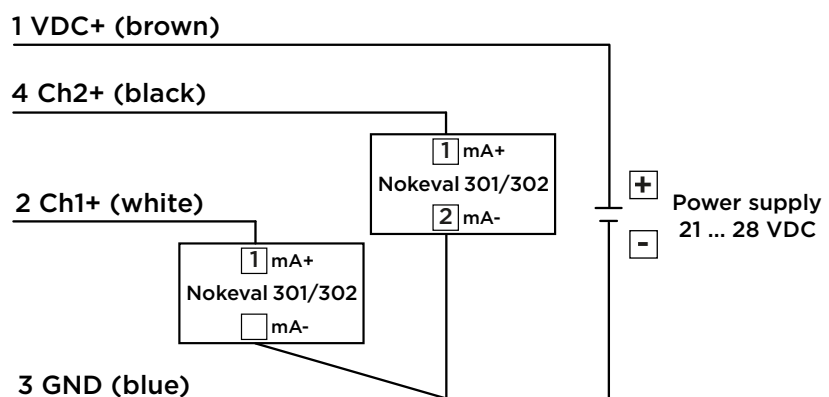 1 VDC+ (brown)
4 Ch2+ (black)
1 mA+
Nokeval 301/302
2 mA-
2 Ch1+ (white)
1 mA+
Nokeval 301/302
mA-
+
-
Power supply
21 ... 28 VDC
3 GND (blue)